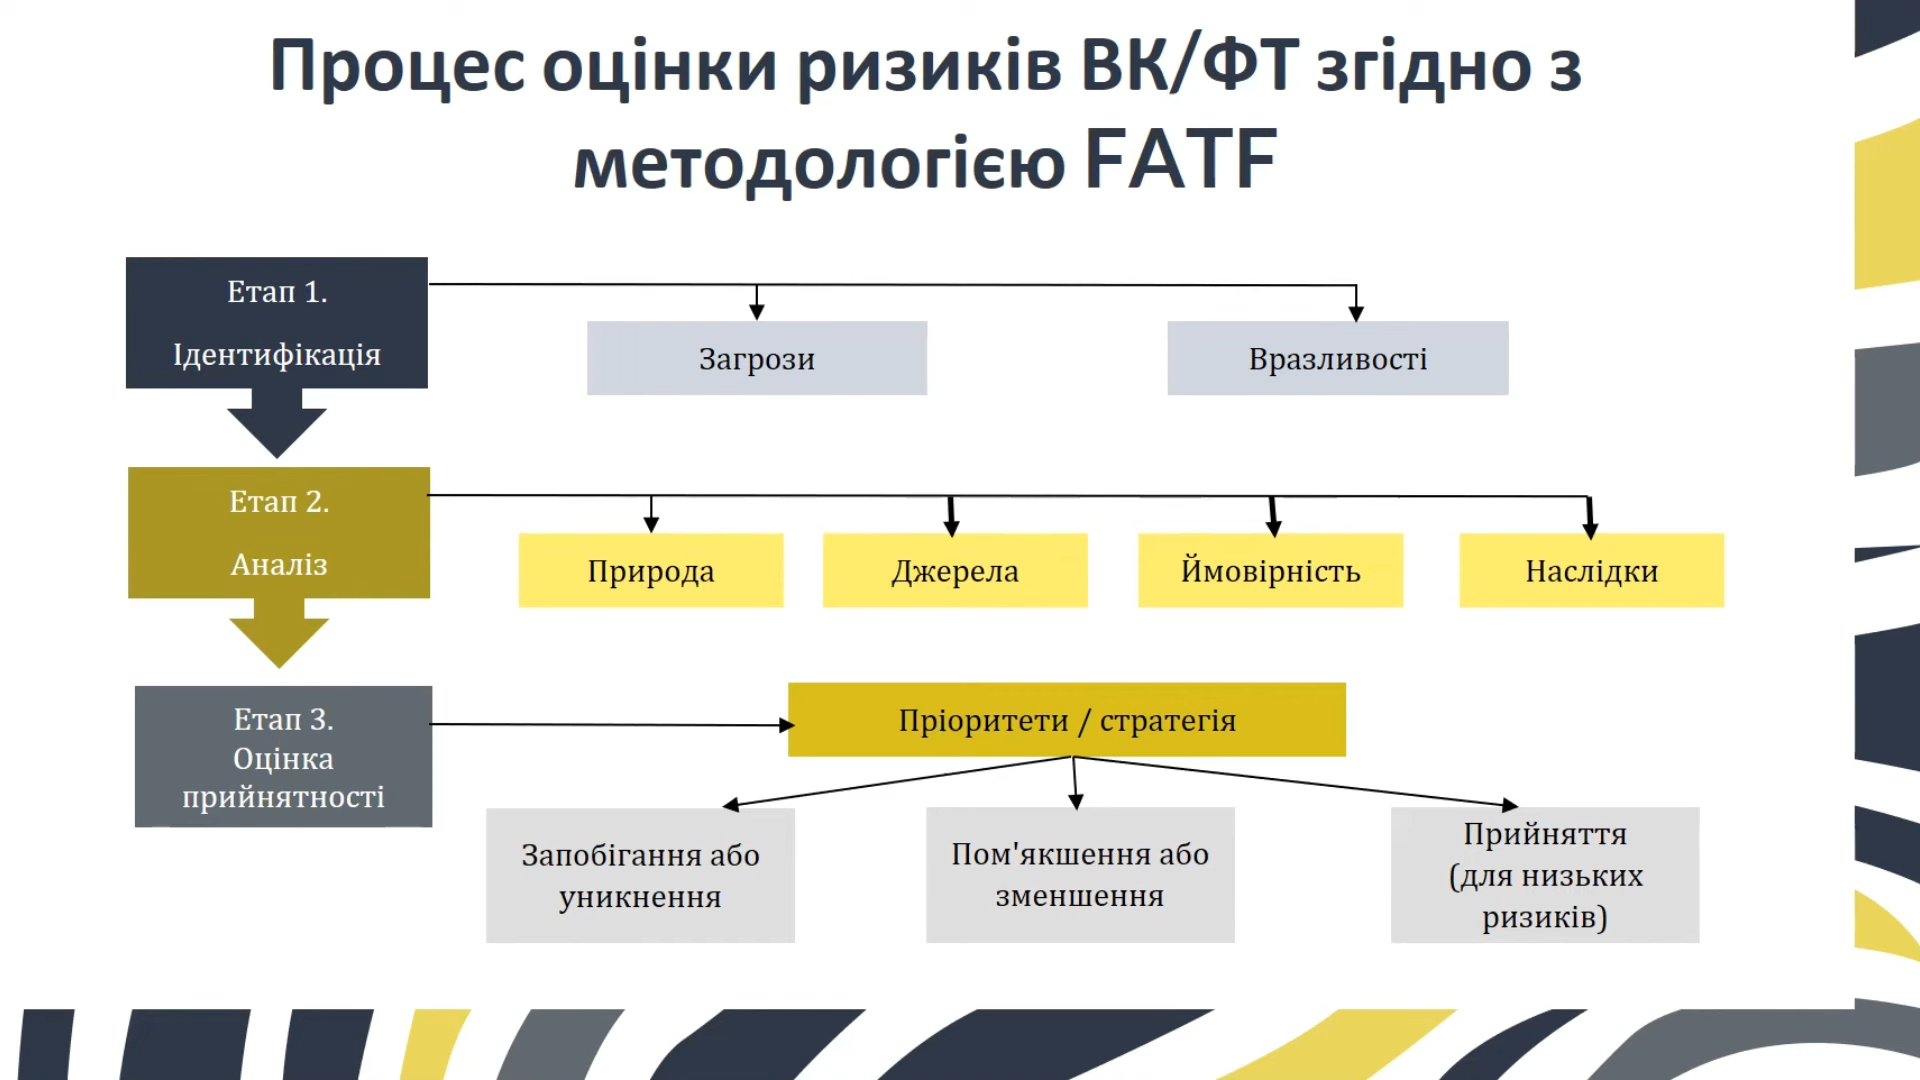 Процес оцінки ризиків ВК/ФТ згідно з
методологією FATF
Етап 1.
Ідентифікація
Загрози
Вразливості
Етап 2.
Аналіз
Природа
Джерела
Ймовірність
Наслідки
Етап 3.
Оцінка
прийнятності
Пріоритети / стратегія
Запобігання або
уникнення
Пом'якшення або
зменшення
Прийняття
(для низьких
ризиків)